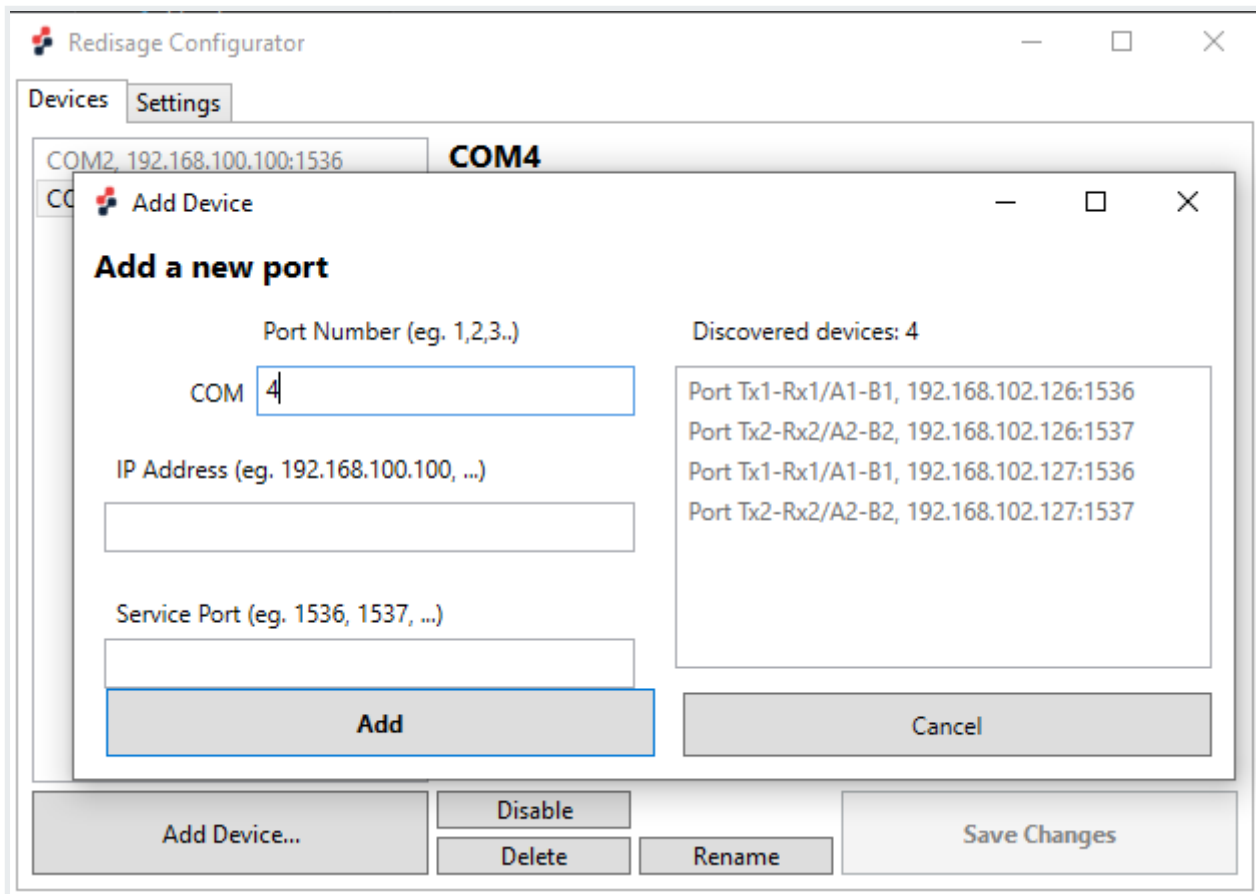 Redisage Configurator
Devices
Settings
COM2, 192.168.100.100:1536
COM4
Add Device
Add a new port
Port Number (eg. 1,2,3..)
COM
4
IP Address (eg. 192.168.100.100, ...)
Service Port (eg. 1536, 1537, ...)
Add
Discovered devices: 4
Port Tx1-Rx1/A1-B1, 192.168.102.126:1536
Port Tx2-Rx2/A2-B2, 192.168.102.126:1537
Port Tx1-Rx1/A1-B1, 192.168.102.127:1536
Port Tx2-Rx2/A2-B2, 192.168.102.127:1537
Cancel
Add Device...
Disable
Delete
Rename
Save Changes